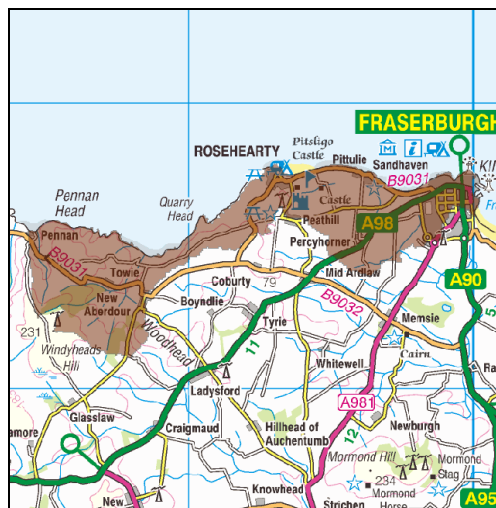 FRASERBURGH
Pitsligo
Castle
ROSEHEARTY
Pittulie
Sandhaven
B9031
Pennan
Head
Quarry
Head
Castle
Peathill
A98
Pennan
Percyhorner
B9031
Towie
Mid Ardlaw
Coburty
79
A90
New
Aberdour
Boyndlie
B9032
Memsie
231
Tyrie
Woodhead
Windyheads
Hill
11
Cairn
Whitewell
5
Ladysford
A981
Glasslaw
Hillhead of
Auchentumb
Newburgh
amore
Craigmaud
12
Mormond Hill
Mormond
Stag
234
Knowhead
Mormond
Horse
A95
New
Strichen